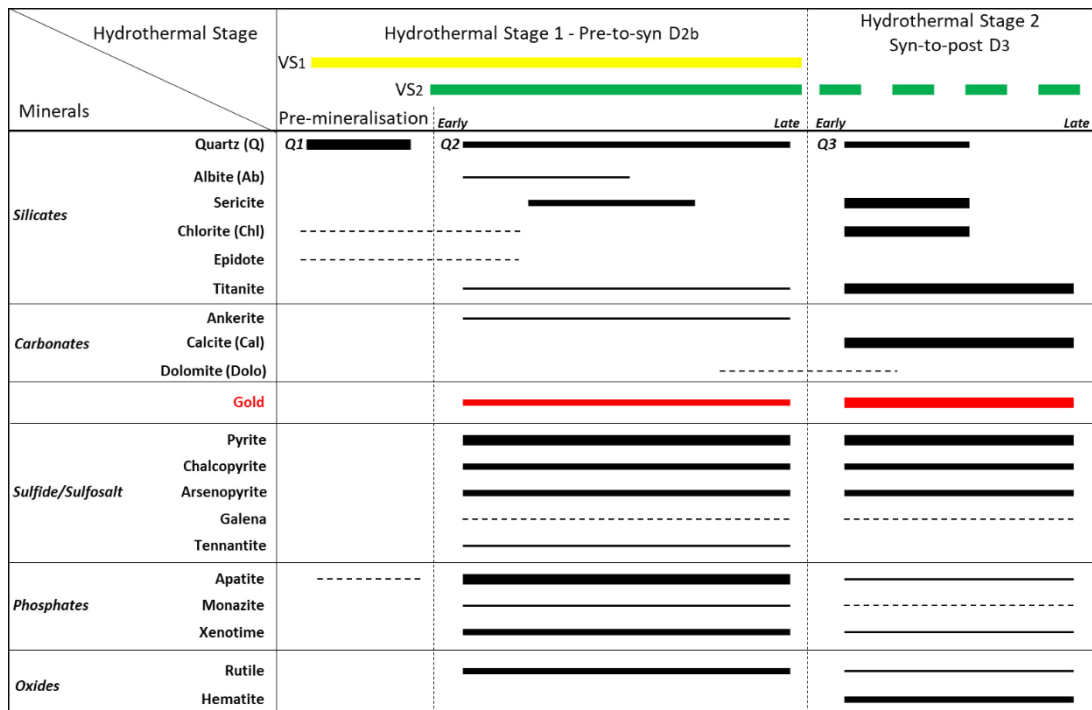 Hydrothermal Stage
Minerals
Hydrothermal Stage 1 - Pre-to-syn D2b
Hydrothermal Stage 2
Syn-to-post D3
VS1
VS2
Pre-mineralisation
Early
Late
Early
Late
Silicates
Quartz (Q)
Q1
Q2
Q3
Albite (Ab)
Sericite
Chlorite (Chl)
Epidote
Titanite
Carbonates
Ankerite
Calcite (Cal)
Dolomite (Dolo)
Gold
Sulfide/Sulfosalt
Pyrite
Chalcopyrite
Arsenopyrite
Galena
Tennantite
Phosphates
Apatite
Monazite
Xenotime
Oxides
Rutile
Hematite